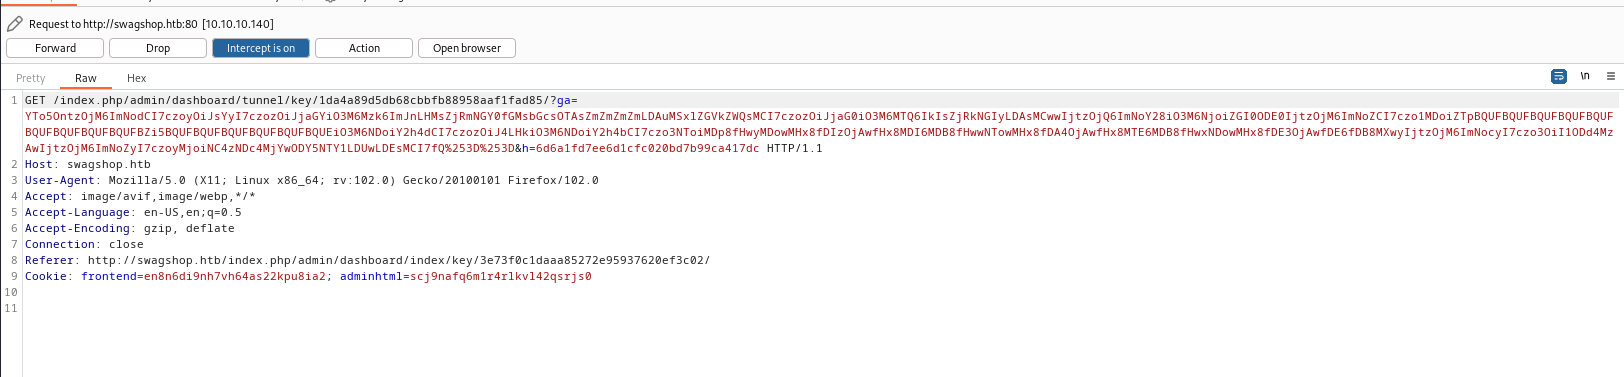 Request to http://swagshop.htb:80 [10.10.10.140]
Forward Drop Intercept is on Action Open browser
Pretty Raw Hex \n
1 GET /index.php/admin/dashboard/tunnel/key/1da4a89d5db68cbbfb88958aaf1fad85/?ga=
YTo5OntzOjM6ImNodCI7czoyOiJsYyI7czozOiJjaGYiO3M6Mzk6ImJnLHMsZjRmNGY0fGMsbGcsOTAsZmZmZmZmLDAuMSxlZGVkZWQsMCI7czozOiJjaG0iO3M6MTQ6IkIsZjRkNGIyLDAsMCwwIjtzOjQ6ImNoY28iO3M6NjoiZGI0ODE0IjtzOjM6ImNoZCI7czo1MDoiZTpBQUFBQUFBQUFBQUFBQUF
BQUFBQUFBQUFBQUFBZi5BQUFBQUFBQUFBQUFBQUFBQUEiO3M6NDoiY2h4dCI7czozOiJ4LHkiO3M6NDoiY2h4bCI7czo3NToiMDp8fHwyMDowMHx8fDIzOjAwfHx8MDI6MDB8fHwwNTowMHx8fDA4OjAwfHx8MTE6MDB8fHwxNDowMHx8fDE3OjAwfDE6fDB8MXwyIjtzOjM6ImNocyI7czo3OiI1ODd4Mz
AwIjtzOjM6ImNoZyI7czoyMjoiNC4zNDc4MjYwODY5NTY1LDUwLDEsMCI7fQ%253D%253D&h=6d6a1fd7ee6d1cfc020bd7b99ca417dc HTTP/1.1
2 Host: swagshop.htb
3 User-Agent: Mozilla/5.0 (X11; Linux x86_64; rv:102.0) Gecko/20100101 Firefox/102.0
4 Accept: image/avif,image/webp,*/*
5 Accept-Language: en-US,en;q=0.5
6 Accept-Encoding: gzip, deflate
7 Connection: close
8 Referer: http://swagshop.htb/index.php/admin/dashboard/index/key/3e73f0c1daaa85272e95937620ef3c02/
9 Cookie: frontend=en8n6di9nh7vh64as22kpu8ia2; adminhtml=scj9nafq6m1r4rlkvl42qsrjs0
10
11